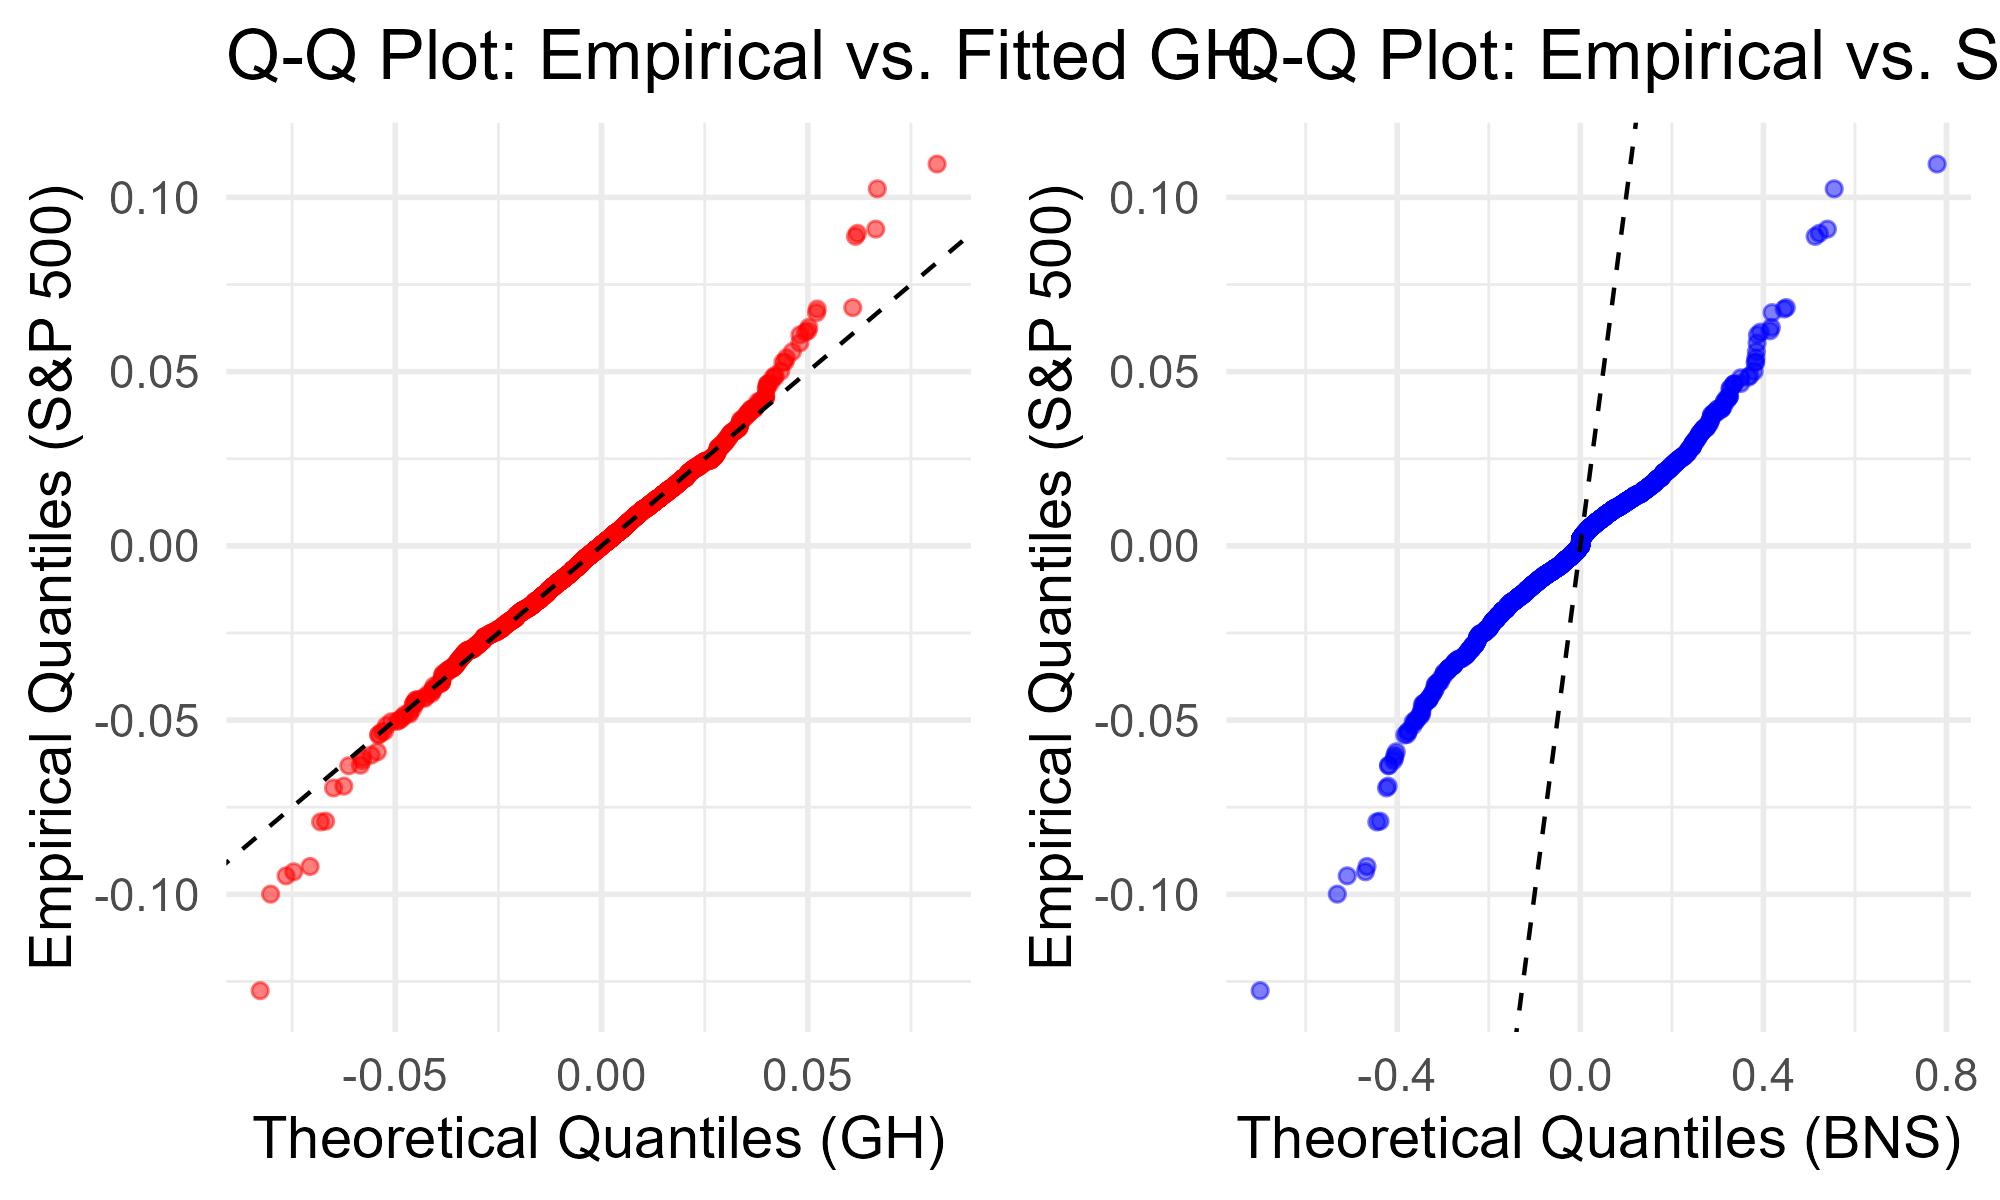 Q-Q Plot: Empirical vs. Fitted GH
Q-Q Plot: Empirical vs. S
Empirical Quantiles (S&P 500)
0.10
0.05
0.00
-0.05
-0.10
-0.05 0.00 0.05
Theoretical Quantiles (GH)
Empirical Quantiles (S&P 500)
0.10
0.05
0.00
-0.05
-0.10
-0.4 0.0 0.4 0.8
Theoretical Quantiles (BNS)